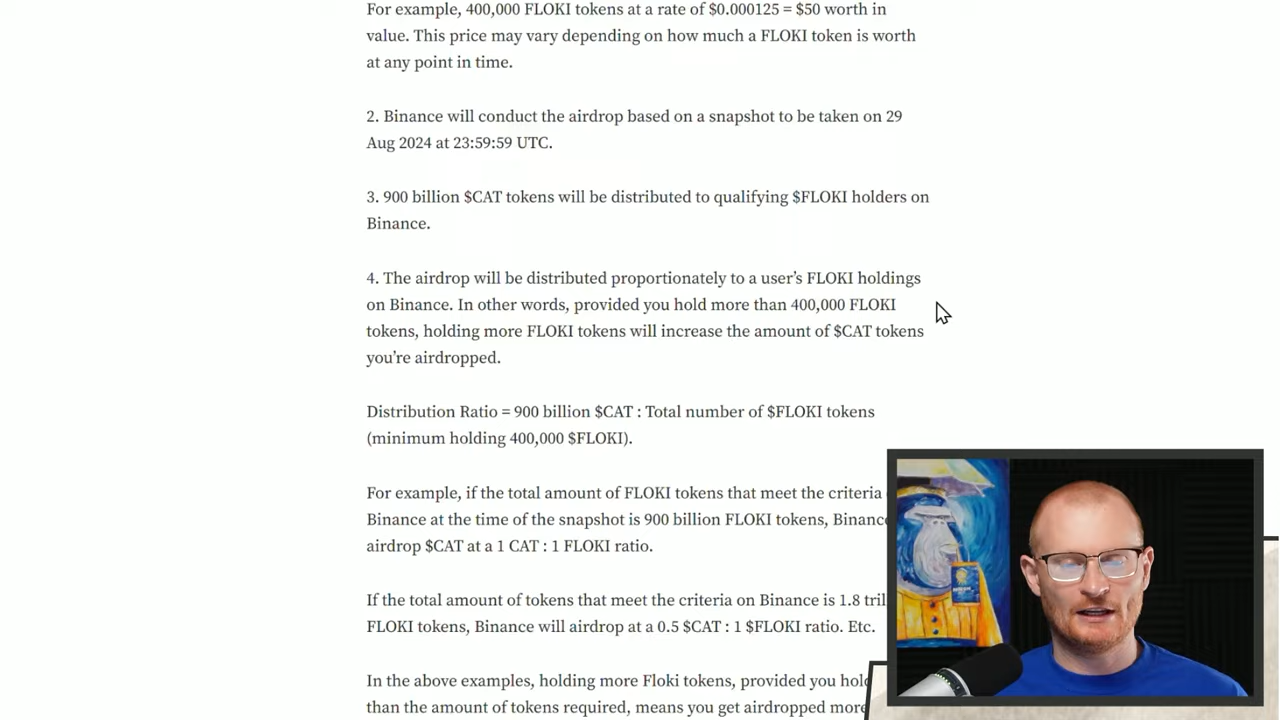 For example, 400,000 FLOKI tokens at a rate of $0.000125 = $50 worth in
value. This price may vary depending on how much a FLOKI token is worth
at any point in time.
2. Binance will conduct the airdrop based on a snapshot to be taken on 29
Aug 2024 at 23:59:59 UTC.
3. 900 billion $CAT tokens will be distributed to qualifying $FLOKI holders on
Binance.
4. The airdrop will be distributed proportionately to a user’s FLOKI holdings
on Binance. In other words, provided you hold more than 400,000 FLOKI
tokens, holding more FLOKI tokens will increase the amount of $CAT tokens
you’re airdropped.
Distribution Ratio = 900 billion $CAT : Total number of $FLOKI tokens
(minimum holding 400,000 $FLOKI).
For example, if the total amount of FLOKI tokens that meet the criteria
Binance at the time of the snapshot is 900 billion FLOKI tokens, Binance
airdrop $CAT at a 1 CAT : 1 FLOKI ratio.
If the total amount of tokens that meet the criteria on Binance is 1.8 tril
FLOKI tokens, Binance will airdrop at a 0.5 $CAT : 1 $FLOKI ratio. Etc.
In the above examples, holding more Floki tokens, provided you hold
than the amount of tokens required, means you get airdropped more